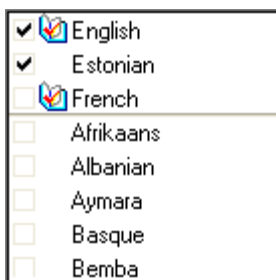 English
Estonian
French
Afrikaans
Albanian
Aymara
Basque
Bemba